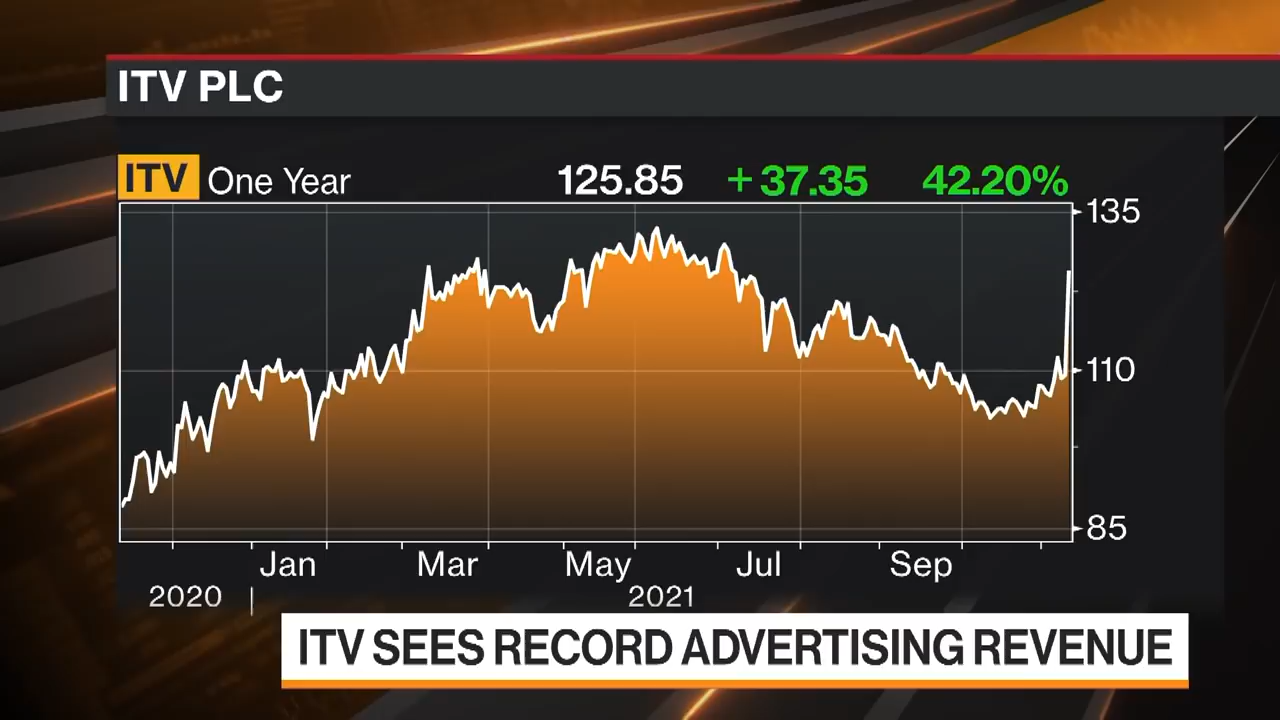 ITV PLC
ITV One Year 125.85 +37.35 42.20%
135
110
85
Jan Mar May Jul Sep
2020 | 2021
ITV SEES RECORD ADVERTISING REVENUE